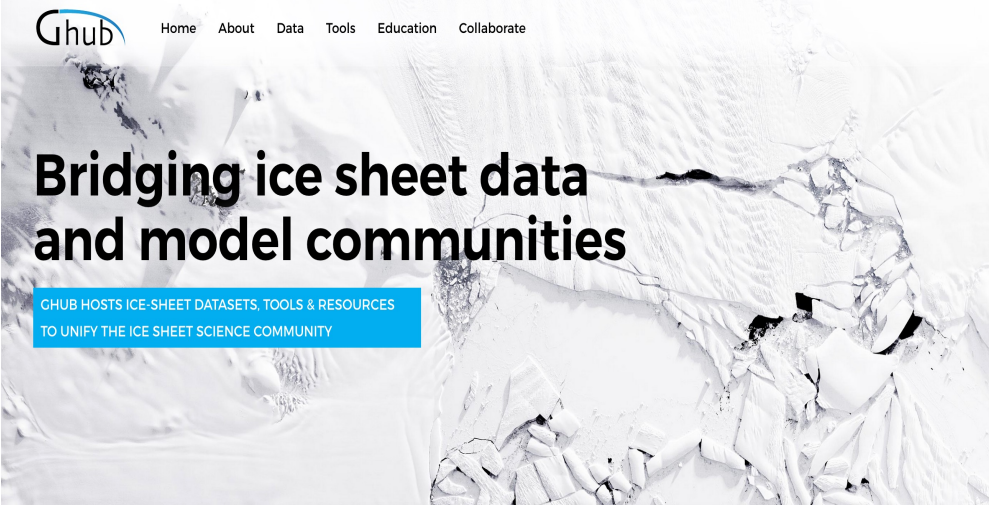 Ghub
Home About Data Tools Education Collaborate
Bridging ice sheet data
and model communities
GHUB HOSTS ICE-SHEET DATASETS, TOOLS & RESOURCES
TO UNIFY THE ICE SHEET SCIENCE COMMUNITY